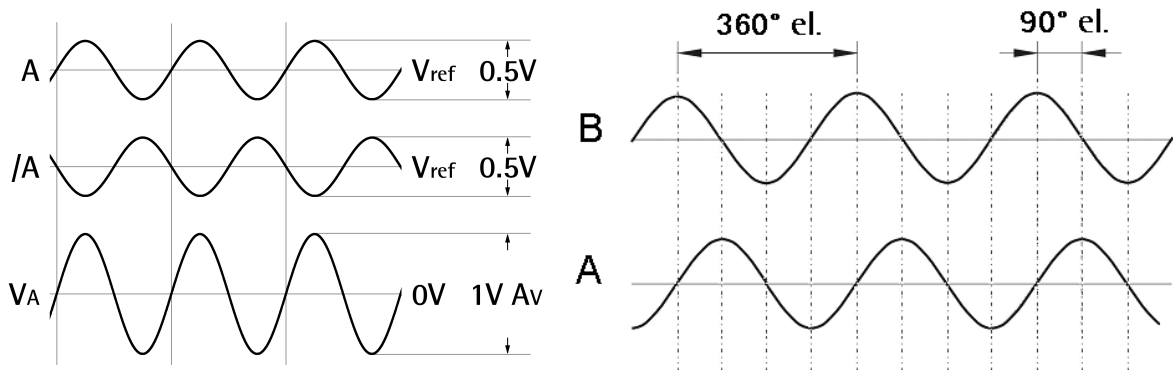 A Vref 0.5V
/A Vref 0.5V
VA 0V 1V AV
360° el. 90° el.
B
A